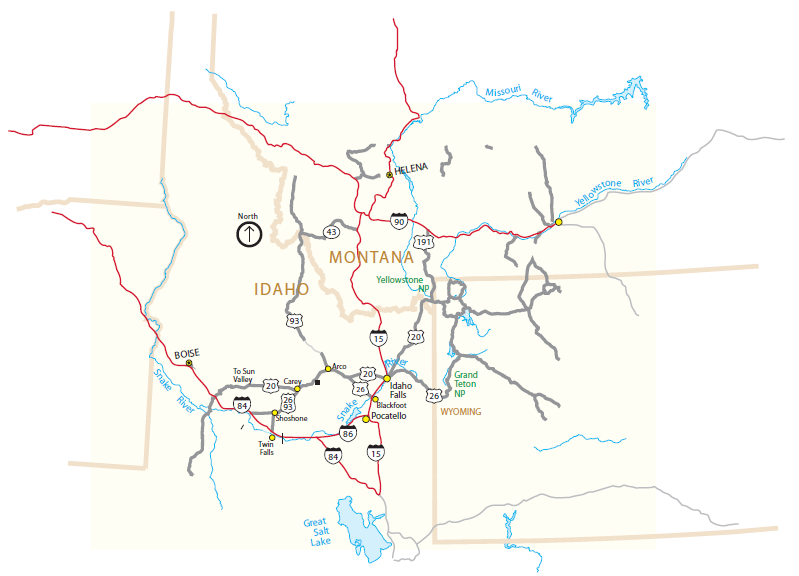 Missouri River
HELENA
Yellowstone River
North
90
43
191
MONTANA
IDAHO
Yellowstone
NP
93
15
20
BOISE
River
Arco
To Sun
Valley
Carey
20
20
26
Idaho
Falls
Grand
Teton
NP
Snake
River
84
26
93
26
Blackfoot
WYOMING
Shoshone
Snake
Pocatello
86
Twin
Falls
84
15
Great
Salt
Lake